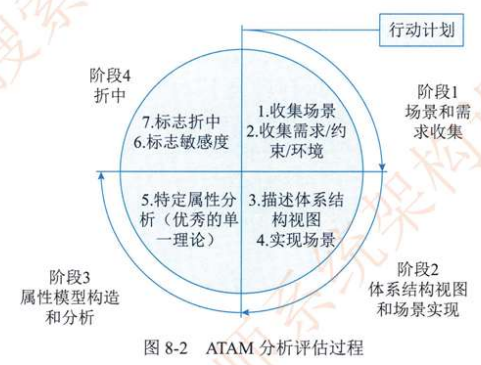 行动计划
阶段4
折中
阶段1
场景和需
求收集
7.标志折中
6.标志敏感度
1.收集场景
2.收集需求/约
束/环境
5.特定属性分
析（优秀的单
一理论）
3.描述体系结
构视图
4.实现场景
阶段3
属性模型构造
和分析
阶段2
体系结构视图
和场景实现
图 8-2 ATAM 分析评估过程